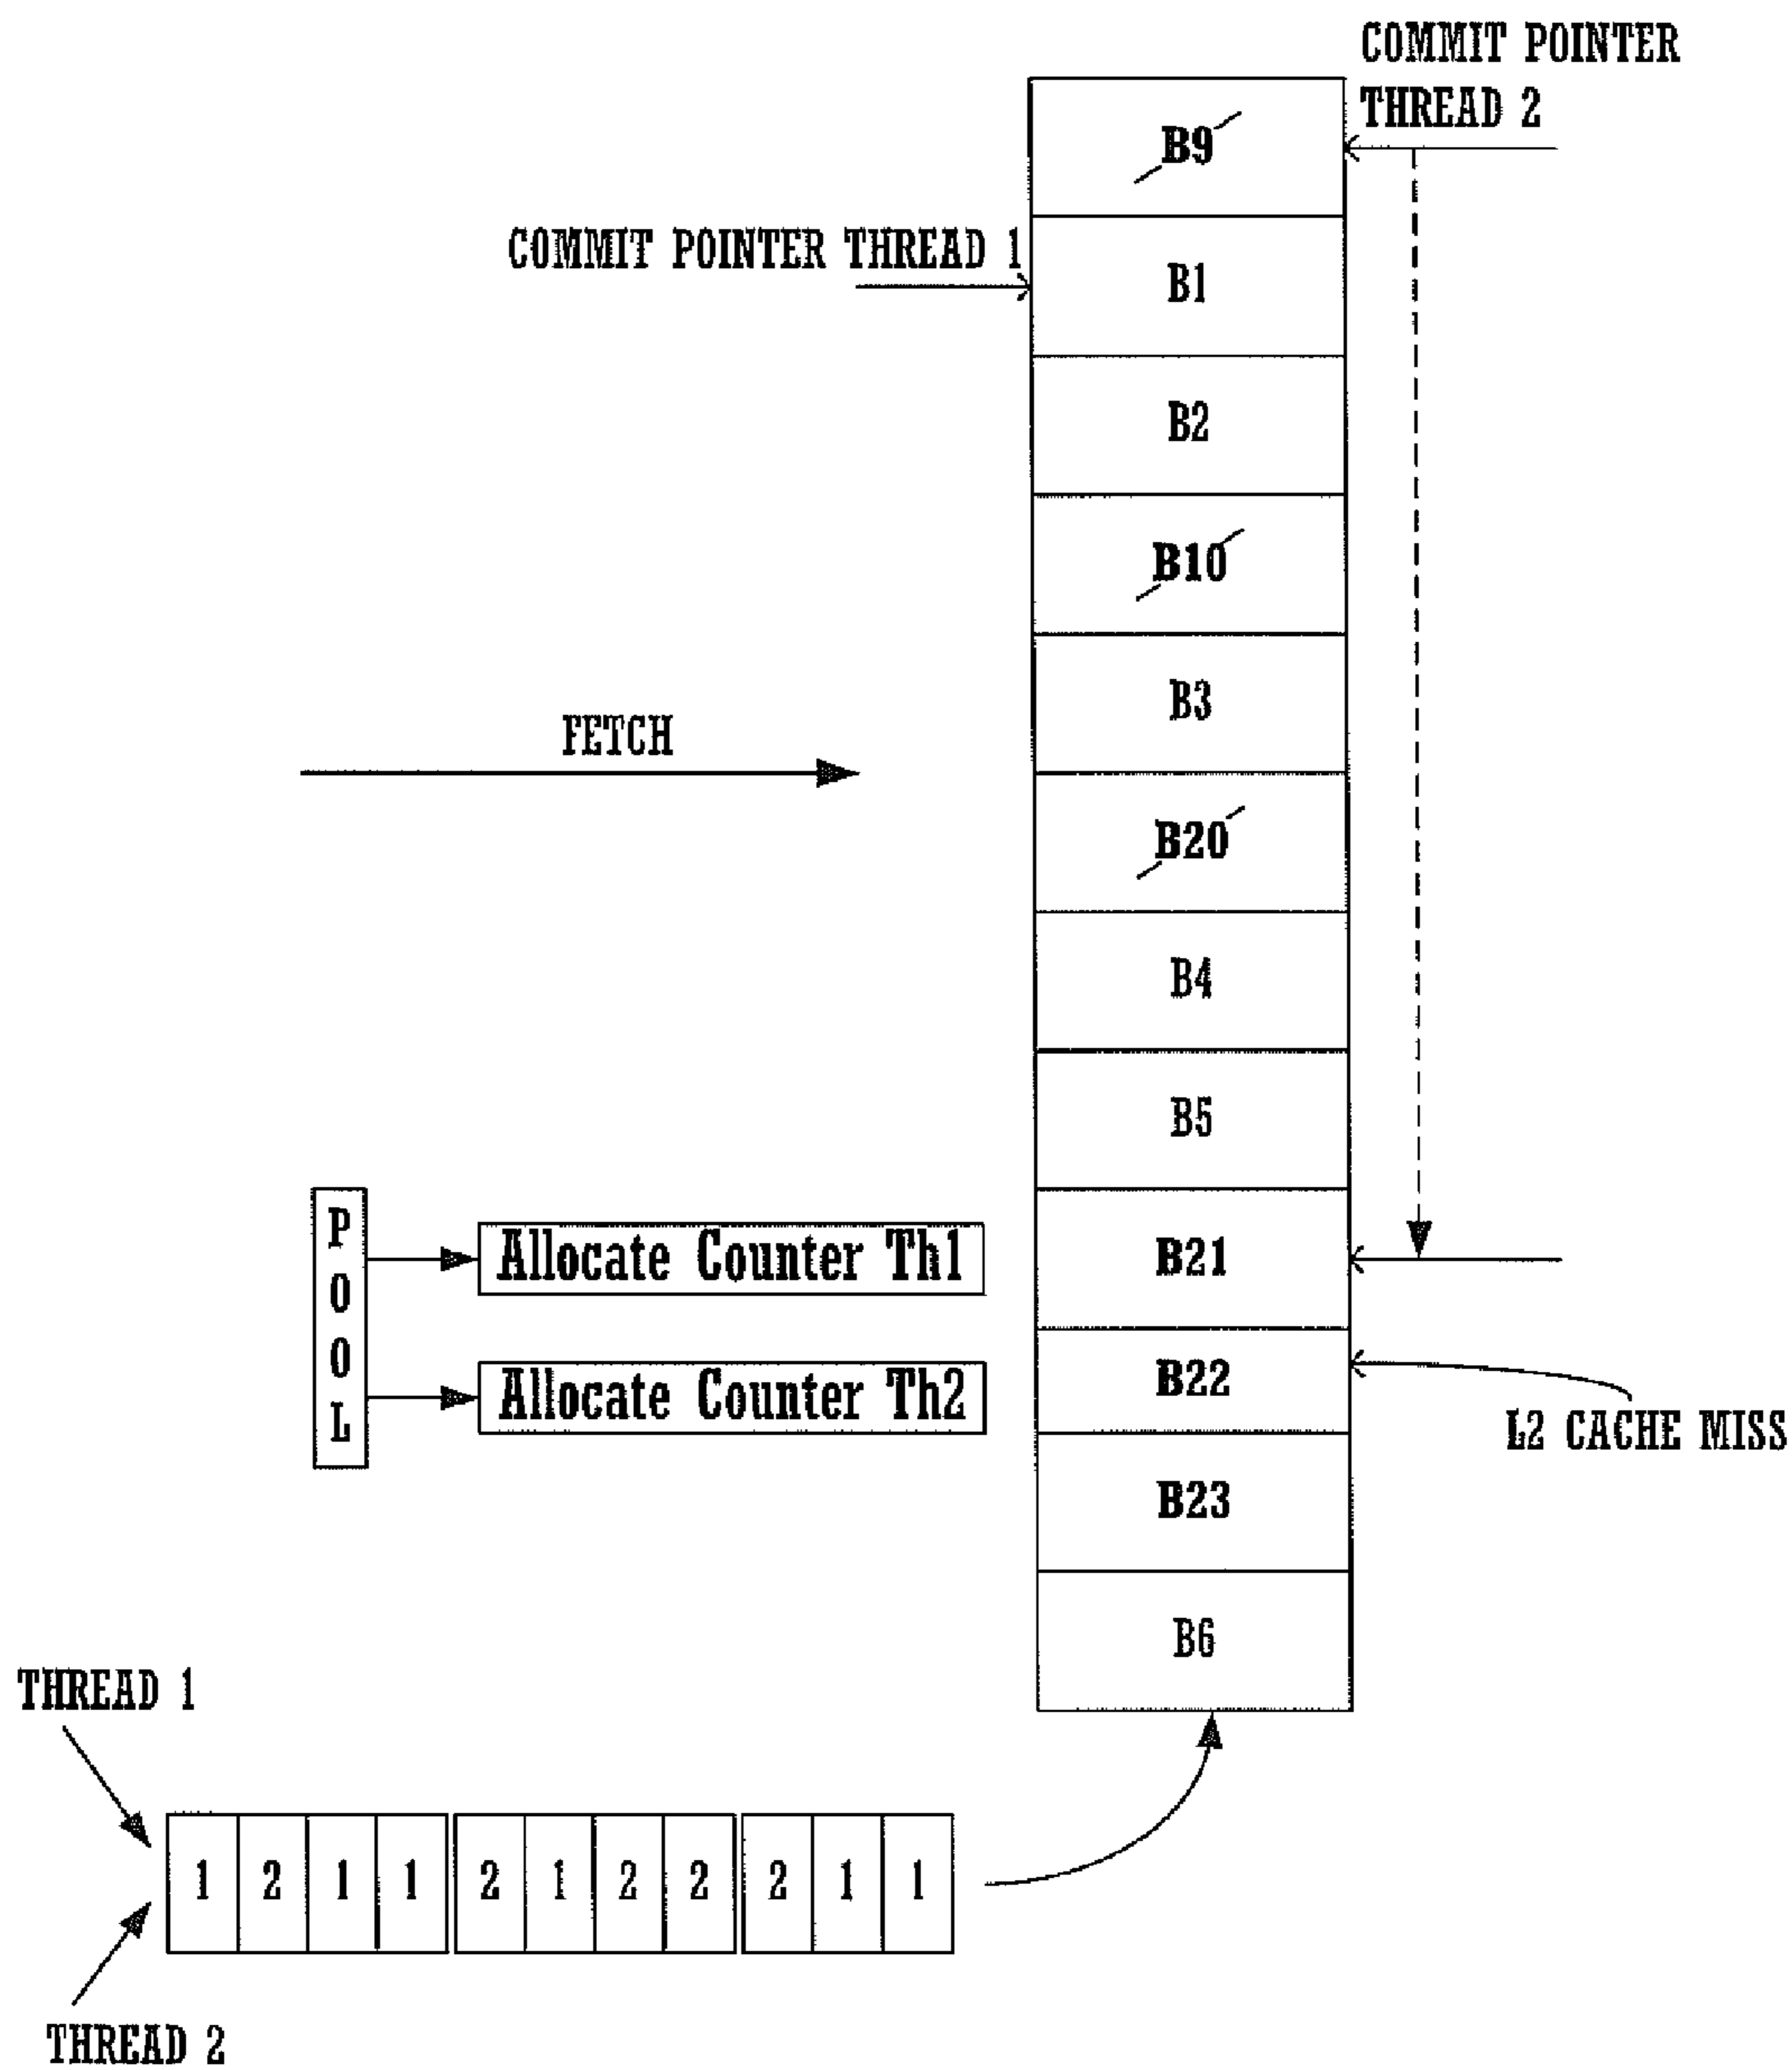 COMMIT POINTER
THREAD 2
B9
COMMIT POINTER THREAD 1
B1
B2
B10
B3
FETCH
B20
B4
B5
POOL
Allocate Counter Th1
B21
Allocate Counter Th2
B22
L2 CACHE MISS
B23
B6
THREAD 1
1 2 1 1 2 1 2 2 2 1 1
THREAD 2